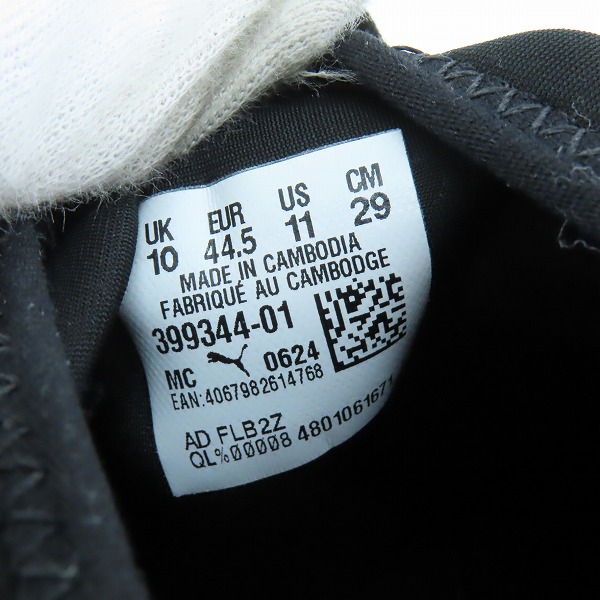 UK EUR US CM
10 44.5 11 29
MADE IN CAMBODIA
FABRIQUÉ AU CAMBODGE
399344-01
MC 0624
EAN:4067982614768
AD FLB2Z
QL%00008 4801061671